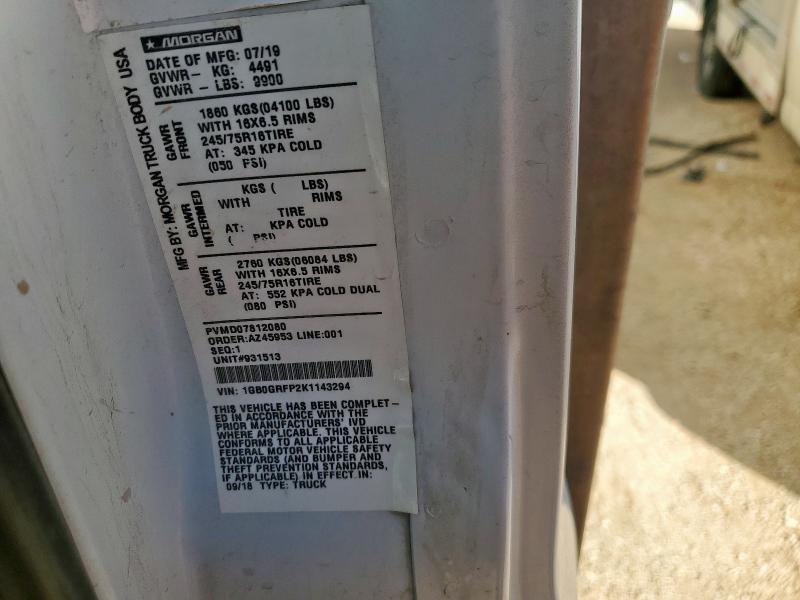 MORGAN
DATE OF MFG: 07/19
GVWR- KG: 4491
GVWR - LBS: 9900
MFG BY: MORGAN TRUCK BODY USA
GAWR FRONT
1860 KGS(04100 LBS)
WITH 16X6.5 RIMS
245/75R16TIRE
AT: 345 KPA COLD
(050 PSI)
GAWR INTERMED
KGS ( LBS)
WITH RIMS
TIRE
AT: KPA COLD
( PSI)
GAWR REAR
2760 KGS(06084 LBS)
WITH 16X6.5 RIMS
245/75R16TIRE
AT: 552 KPA COLD DUAL
(080 PSI)
PVMD07812080
ORDER:AZ45953 LINE:001
SEQ:1
UNIT#931513
VIN: 1GB0GRFP2K1143294
THIS VEHICLE HAS BEEN COMPLET-
ED IN ACCORDANCE WITH THE
PRIOR MANUFACTURERS' IVD
WHERE APPLICABLE. THIS VEHICLE
CONFORMS TO ALL APPLICABLE
FEDERAL MOTOR VEHICLE SAFETY
STANDARDS (AND BUMPER AND
THEFT PREVENTION STANDARDS,
IF APPLICABLE) IN EFFECT IN:
09/18 TYPE: TRUCK